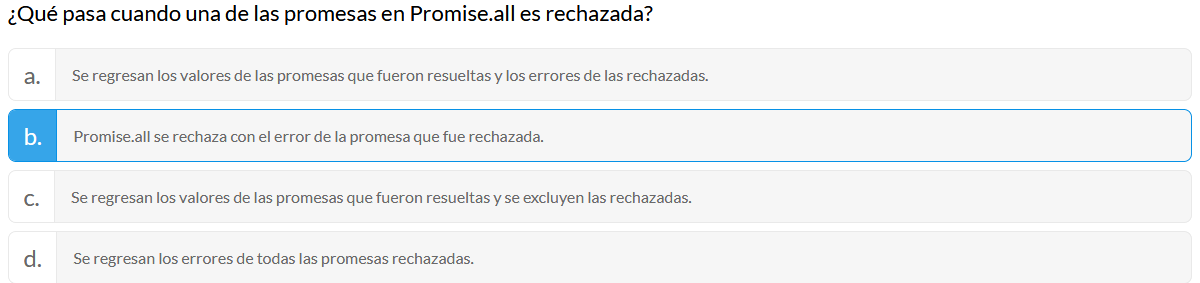 ¿Qué pasa cuando una de las promesas en Promise.all es rechazada?
a. Se regresan los valores de las promesas que fueron resueltas y los errores de las rechazadas.
b. Promise.all se rechaza con el error de la promesa que fue rechazada.
c. Se regresan los valores de las promesas que fueron resueltas y se excluyen las rechazadas.
d. Se regresan los errores de todas las promesas rechazadas.